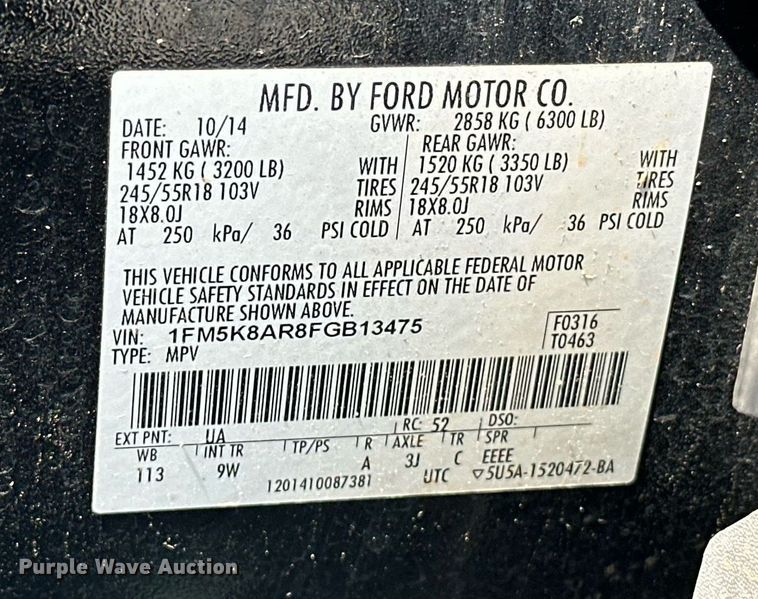 MFD. BY FORD MOTOR CO.
DATE: 10/14 GVWR: 2858 KG ( 6300 LB)
FRONT GAWR: REAR GAWR:
1452 KG ( 3200 LB) WITH 1520 KG ( 3350 LB) WITH
245/55R18 103V TIRES 245/55R18 103V TIRES
18X8.0J RIMS 18X8.0J RIMS
AT 250 kPa/ 36 PSI COLD AT 250 kPa/ 36 PSI COLD
THIS VEHICLE CONFORMS TO ALL APPLICABLE FEDERAL MOTOR
VEHICLE SAFETY STANDARDS IN EFFECT ON THE DATE OF
MANUFACTURE SHOWN ABOVE.
VIN: 1FM5K8AR8FGB13475 F0316
TYPE: MPV T0463
EXT PNT: UA RC: 52 DSO:
WB INT TR TP/PS R AXLE TR SPR
113 9W A 3J C EEEE
1201410087381 UTC ▽5U5A-1520472-BA
Purple Wave Auction